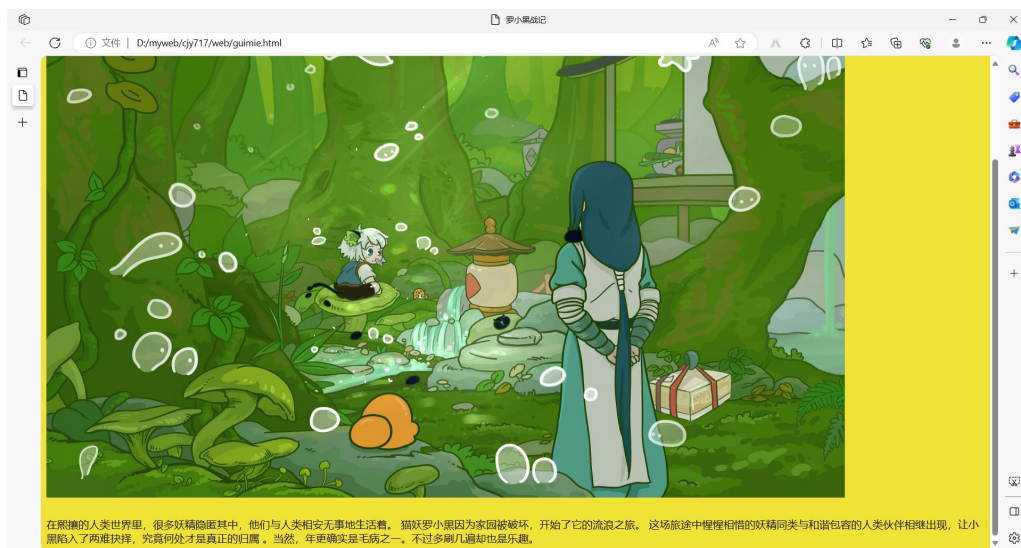 罗小黑战记
文件 | D:/myweb/cjy717/web/guimie.html
在熙攘的人类世界里，很多妖精隐匿其中，他们与人类相安无事地生活着。 猫妖罗小黑因为家园被破坏，开始了它的流浪之旅。 这场旅途中惺惺相惜的妖精同类与和谐包容的人类伙伴相继出现，让小
黑陷入了两难抉择，究竟何处才是真正的归属 。当然，年更确实是毛病之一。不过多刷几遍却也是乐趣。